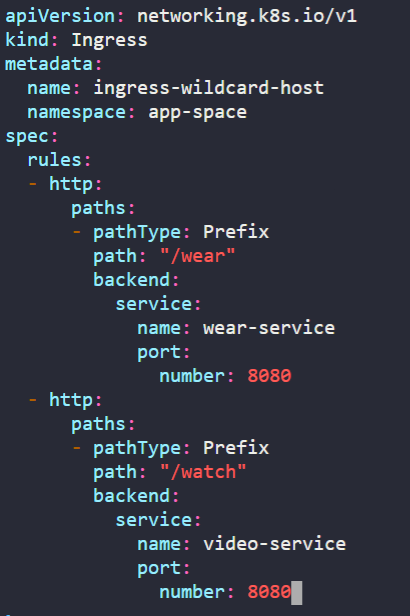 apiVersion: networking.k8s.io/v1
kind: Ingress
metadata:
  name: ingress-wildcard-host
  namespace: app-space
spec:
  rules:
  - http:
      paths:
      - pathType: Prefix
        path: "/wear"
        backend:
          service:
            name: wear-service
            port:
              number: 8080
  - http:
      paths:
      - pathType: Prefix
        path: "/watch"
        backend:
          service:
            name: video-service
            port:
              number: 8080